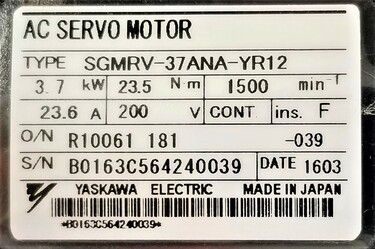 AC SERVO MOTOR
TYPE SGMRV-37ANA-YR12
3.7 kW 23.5 N m 1500 min⁻¹
23.6 A 200 V CONT. ins. F
O/N R10061 181 -039
S/N B0163C564240039 DATE 1603
YASKAWA ELECTRIC MADE IN JAPAN
*B0163C564240039*